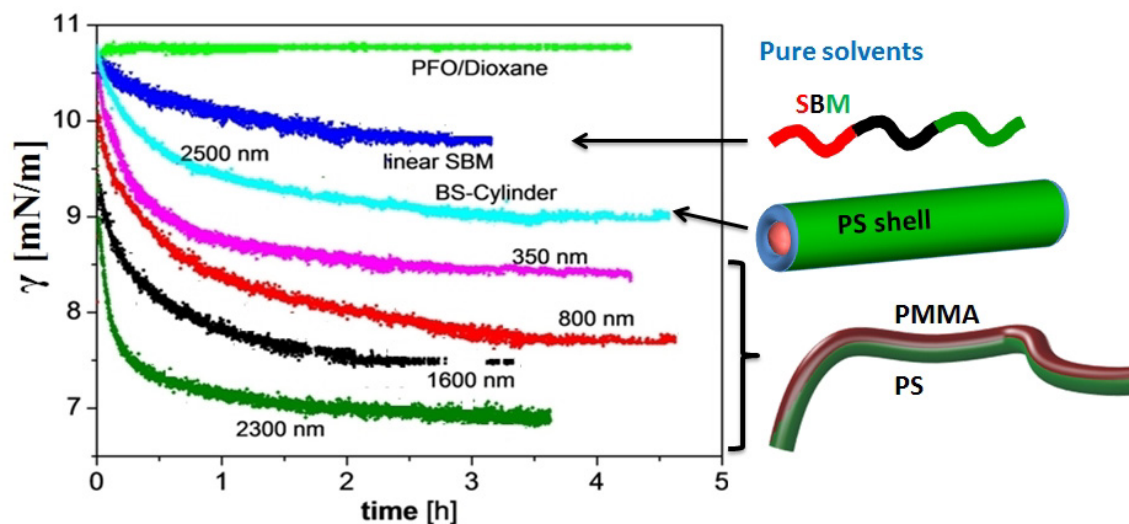 11
10
9
8
7
γ [mN/m]
PFO/Dioxane
linear SBM
2500 nm
BS-Cylinder
350 nm
800 nm
1600 nm
2300 nm
0 1 2 3 4 5
time [h]
Pure solvents
SBM
PS shell
PMMA
PS